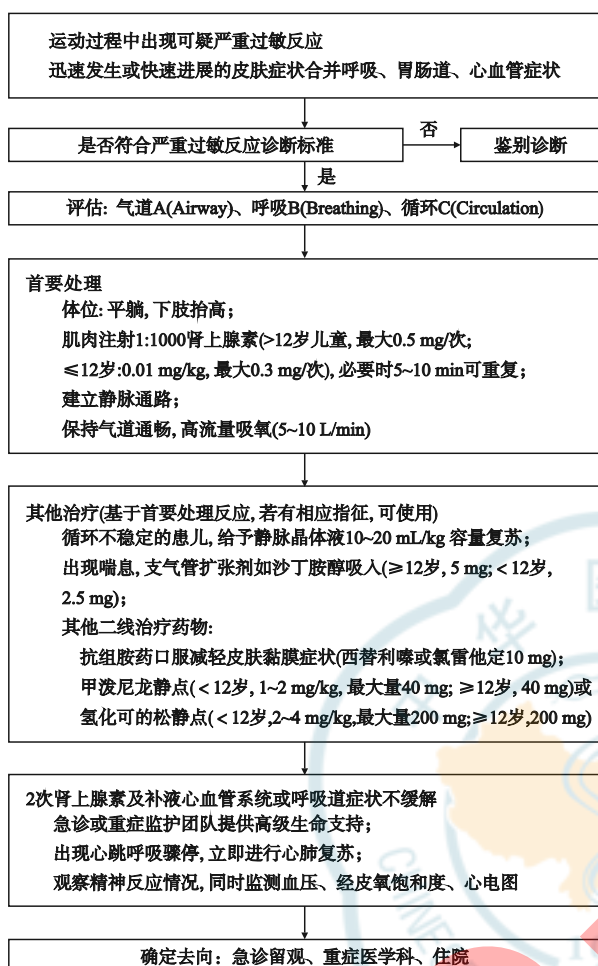 运动过程中出现可疑严重过敏反应
迅速发生或快速进展的皮肤症状合并呼吸、胃肠道、心血管症状
是否符合严重过敏反应诊断标准
否
鉴别诊断
是
评估: 气道A(Airway)、呼吸B(Breathing)、循环C(Circulation)
首要处理
体位: 平躺, 下肢抬高;
肌肉注射1:1000肾上腺素(>12岁儿童, 最大0.5 mg/次;
≤12岁:0.01 mg/kg, 最大0.3 mg/次), 必要时5~10 min可重复;
建立静脉通路;
保持气道通畅, 高流量吸氧(5~10 L/min)
其他治疗(基于首要处理反应, 若有相应指征, 可使用)
循环不稳定的患儿, 给予静脉晶体液10~20 mL/kg 容量复苏;
出现喘息, 支气管扩张剂如沙丁胺醇吸入(≥12岁, 5 mg; < 12岁,
2.5 mg);
其他二线治疗药物:
抗组胺药口服减轻皮肤黏膜症状(西替利嗪或氯雷他定10 mg);
甲泼尼龙静点( < 12岁, 1~2 mg/kg, 最大量40 mg; ≥12岁, 40 mg)或
氢化可的松静点( < 12岁,2~4 mg/kg,最大量200 mg;≥12岁,200 mg)
2次肾上腺素及补液心血管系统或呼吸道症状不缓解
急诊或重症监护团队提供高级生命支持;
出现心跳呼吸骤停, 立即进行心肺复苏;
观察精神反应情况, 同时监测血压、经皮氧饱和度、心电图
确定去向: 急诊留观、重症医学科、住院
华
CHINE